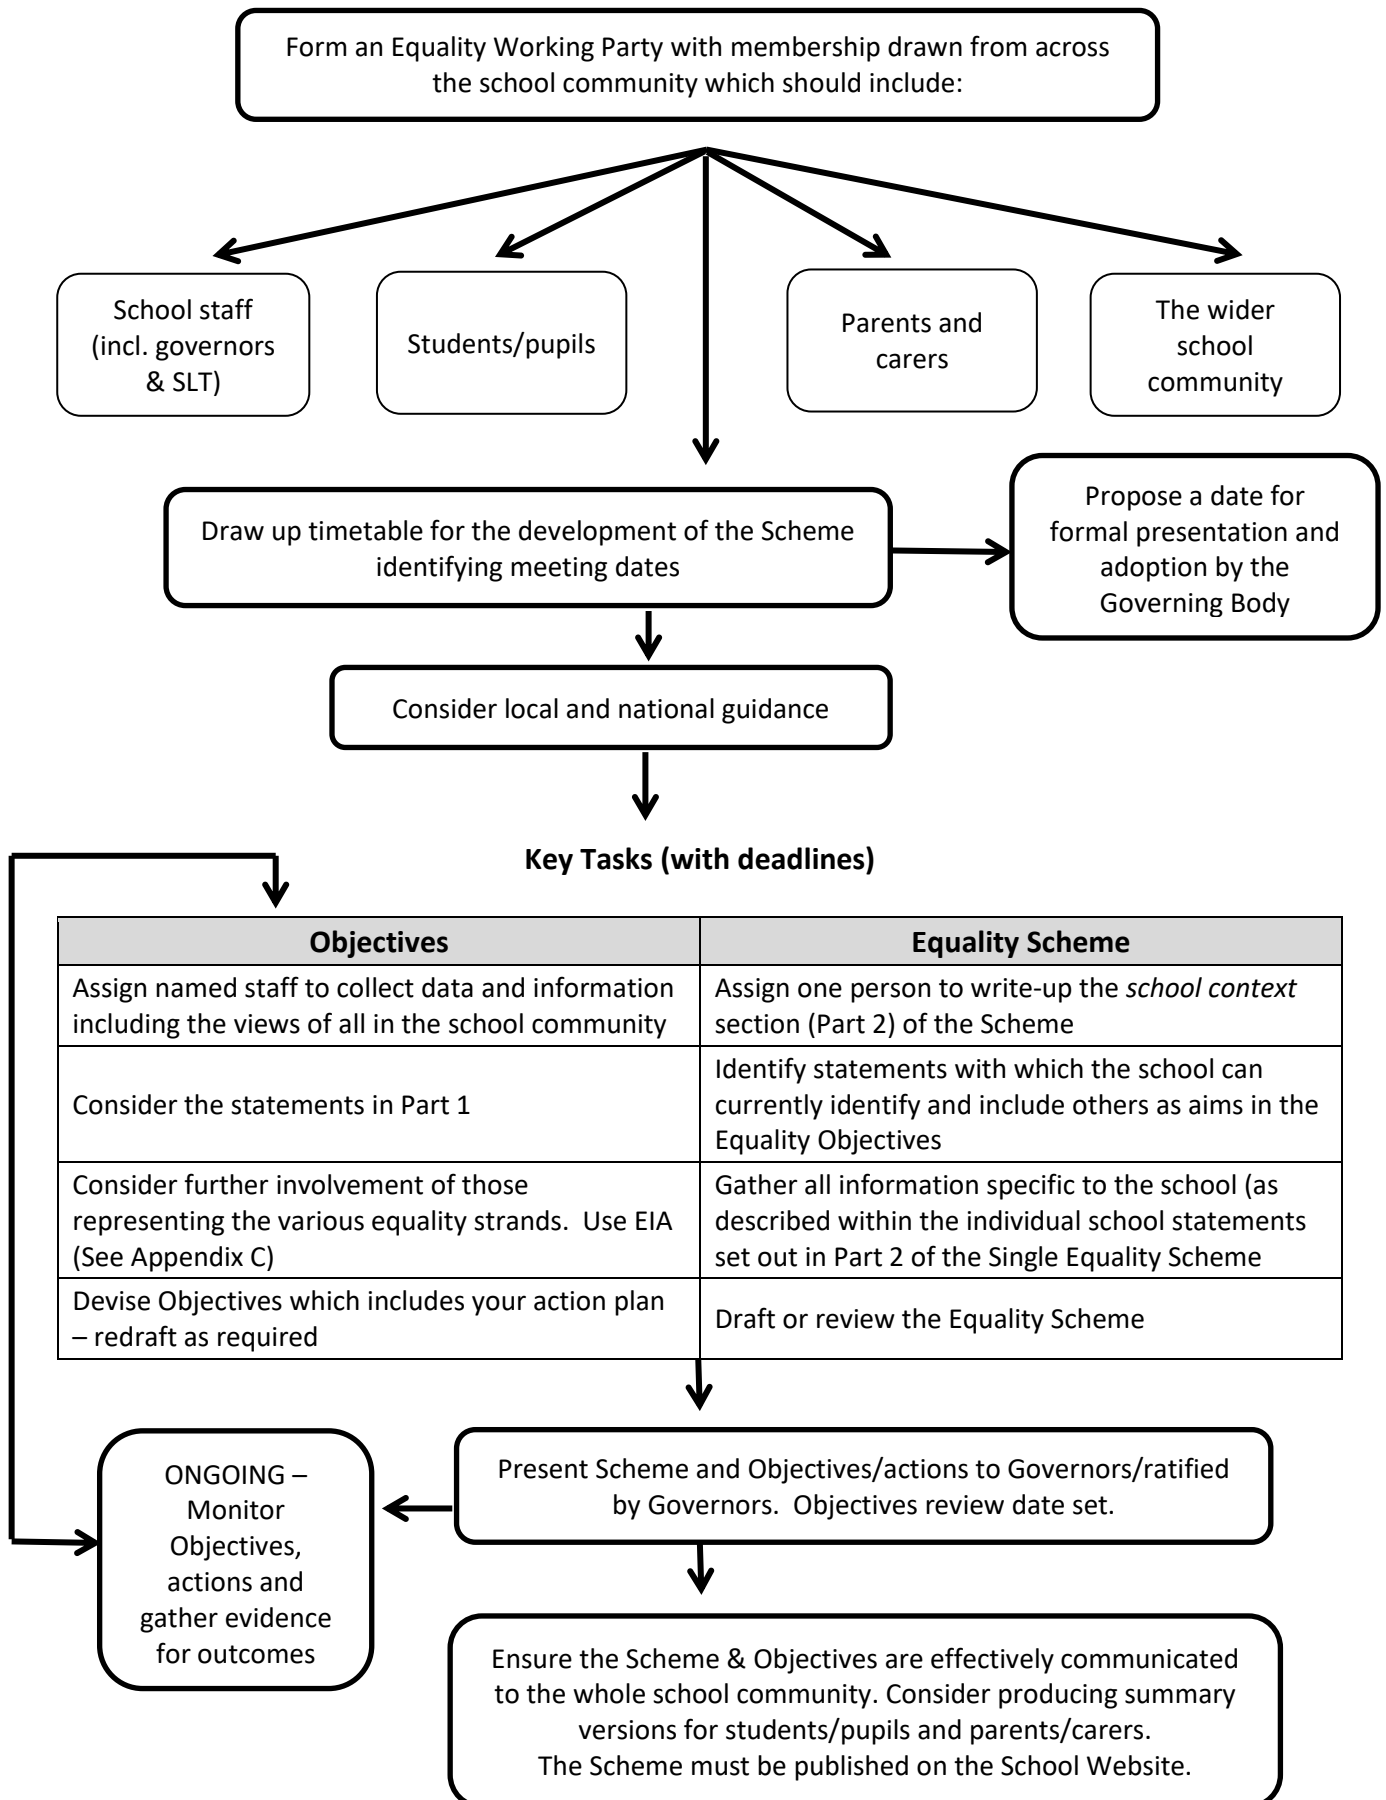 Form an Equality Working Party with membership drawn from across
the school community which should include:
School staff
(incl. governors
& SLT)
Students/pupils
Parents and
carers
The wider
school
community
Draw up timetable for the development of the Scheme
identifying meeting dates
Propose a date for
formal presentation and
adoption by the
Governing Body
Consider local and national guidance
Key Tasks (with deadlines)
Objectives
Equality Scheme
Assign named staff to collect data and information
including the views of all in the school community
Assign one person to write-up the school context
section (Part 2) of the Scheme
Consider the statements in Part 1
Identify statements with which the school can
currently identify and include others as aims in the
Equality Objectives
Consider further involvement of those
representing the various equality strands.  Use EIA
(See Appendix C)
Gather all information specific to the school (as
described within the individual school statements
set out in Part 2 of the Single Equality Scheme
Devise Objectives which includes your action plan
– redraft as required
Draft or review the Equality Scheme
Present Scheme and Objectives/actions to Governors/ratified
by Governors.  Objectives review date set.
ONGOING –
Monitor
Objectives,
actions and
gather evidence
for outcomes
Ensure the Scheme & Objectives are effectively communicated
to the whole school community. Consider producing summary
versions for students/pupils and parents/carers.
The Scheme must be published on the School Website.